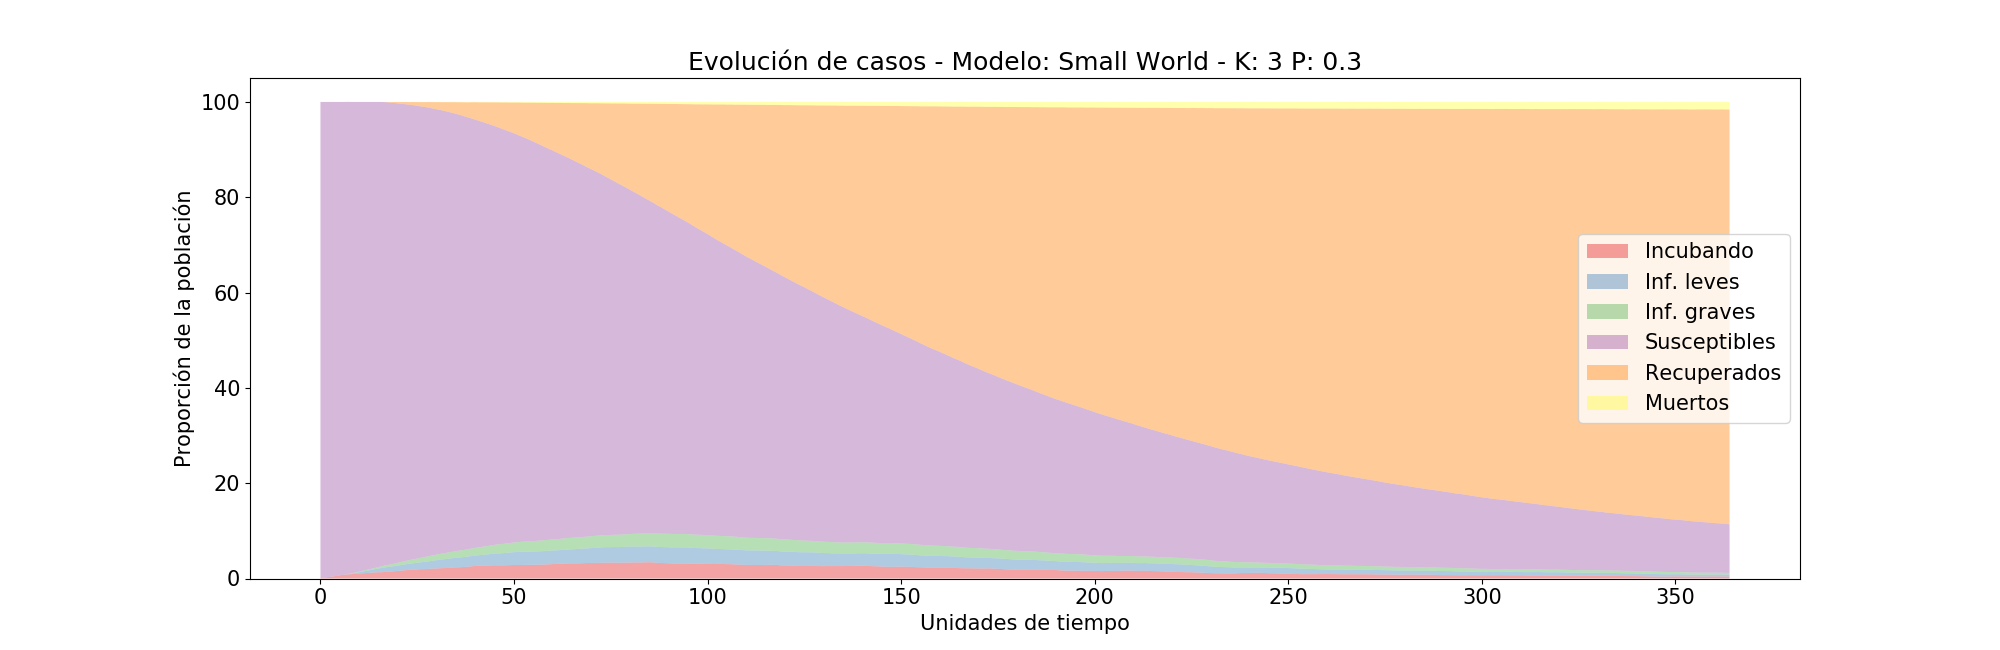 Evolución de casos - Modelo: Small World - K: 3 P: 0.3
Proporción de la población
100
80
60
40
20
0
0 50 100 150 200 250 300 350
Unidades de tiempo
Incubando
Inf. leves
Inf. graves
Susceptibles
Recuperados
Muertos